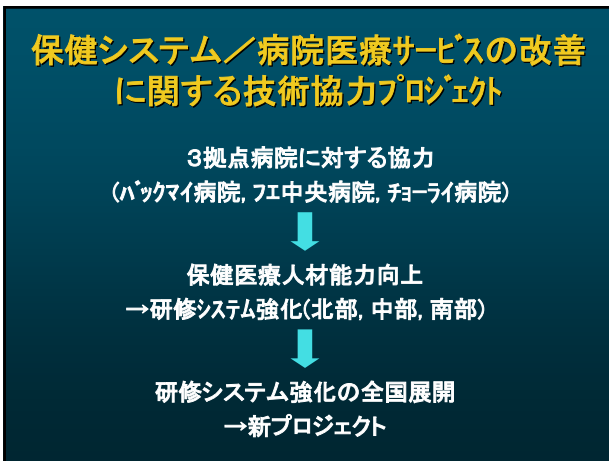 保健システム／病院医療ｻｰﾋﾞｽの改善
に関する技術協力ﾌﾟﾛｼﾞｪｸﾄ
３拠点病院に対する協力
(ﾊﾞｯｸﾏｲ病院, ﾌｴ中央病院, ﾁｮｰﾗｲ病院)
保健医療人材能力向上
→研修ｼｽﾃﾑ強化(北部, 中部, 南部)
研修システム強化の全国展開
→新プロジェクト